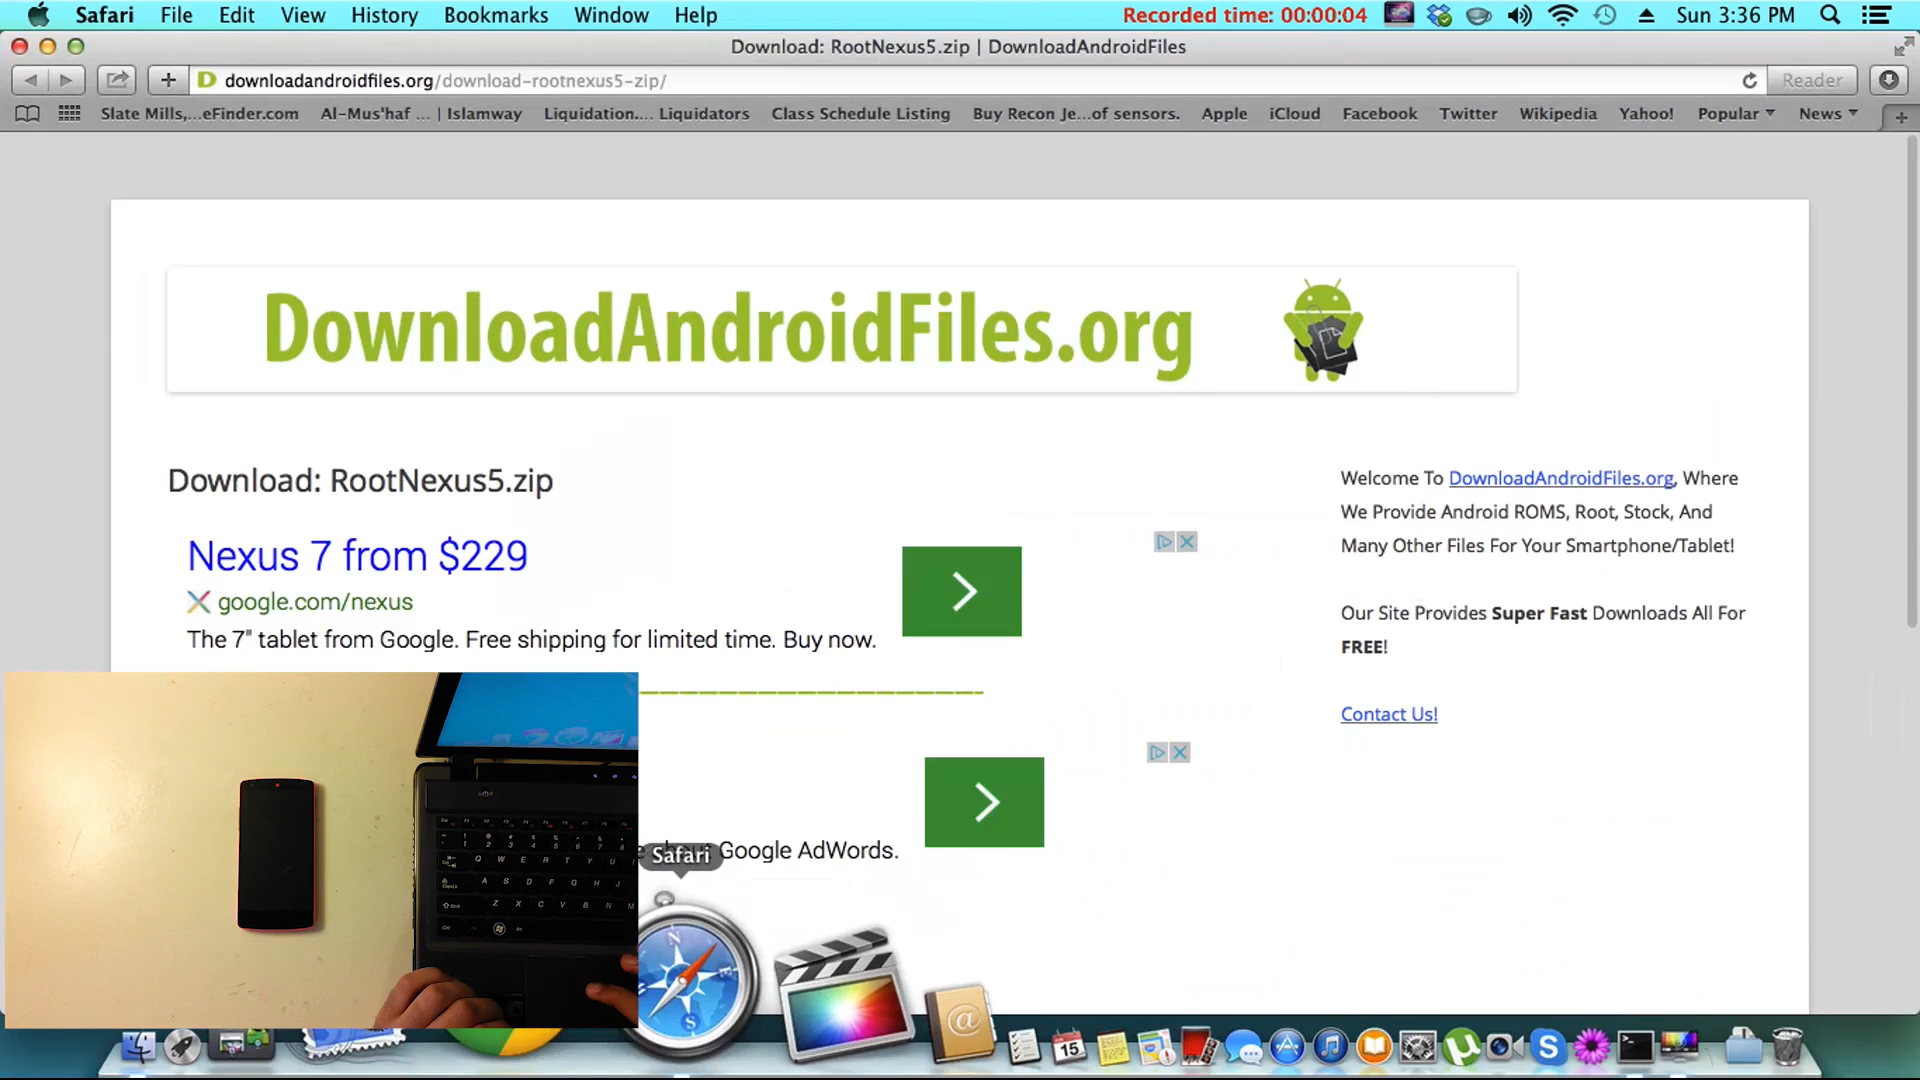 Safari File Edit View History Bookmarks Window Help Recorded time: 00:00:04 Sun 3:36 PM
Download: RootNexus5.zip | DownloadAndroidFiles
downloadandroidfiles.org/download-rootnexus5-zip/ Reader
Slate Mills,...eFinder.com Al-Mus'haf ... | Islamway Liquidation.... Liquidators Class Schedule Listing Buy Recon Je...of sensors. Apple iCloud Facebook Twitter Wikipedia Yahoo! Popular News
DownloadAndroidFiles.org
Download: RootNexus5.zip
Nexus 7 from $229
google.com/nexus
The 7" tablet from Google. Free shipping for limited time. Buy now.
Welcome To DownloadAndroidFiles.org, Where
We Provide Android ROMS, Root, Stock, And
Many Other Files For Your Smartphone/Tablet!
Our Site Provides Super Fast Downloads All For
FREE!
Contact Us!
Google AdWords.
Safari
15